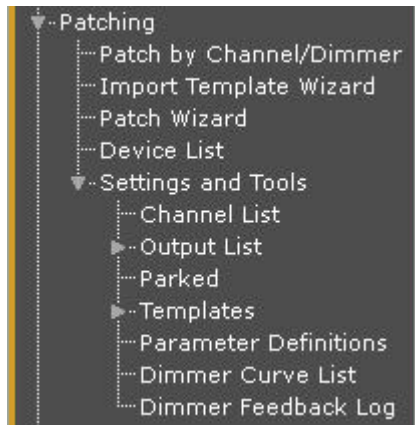 Patching
Patch by Channel/Dimmer
Import Template Wizard
Patch Wizard
Device List
Settings and Tools
Channel List
Output List
Parked
Templates
Parameter Definitions
Dimmer Curve List
Dimmer Feedback Log